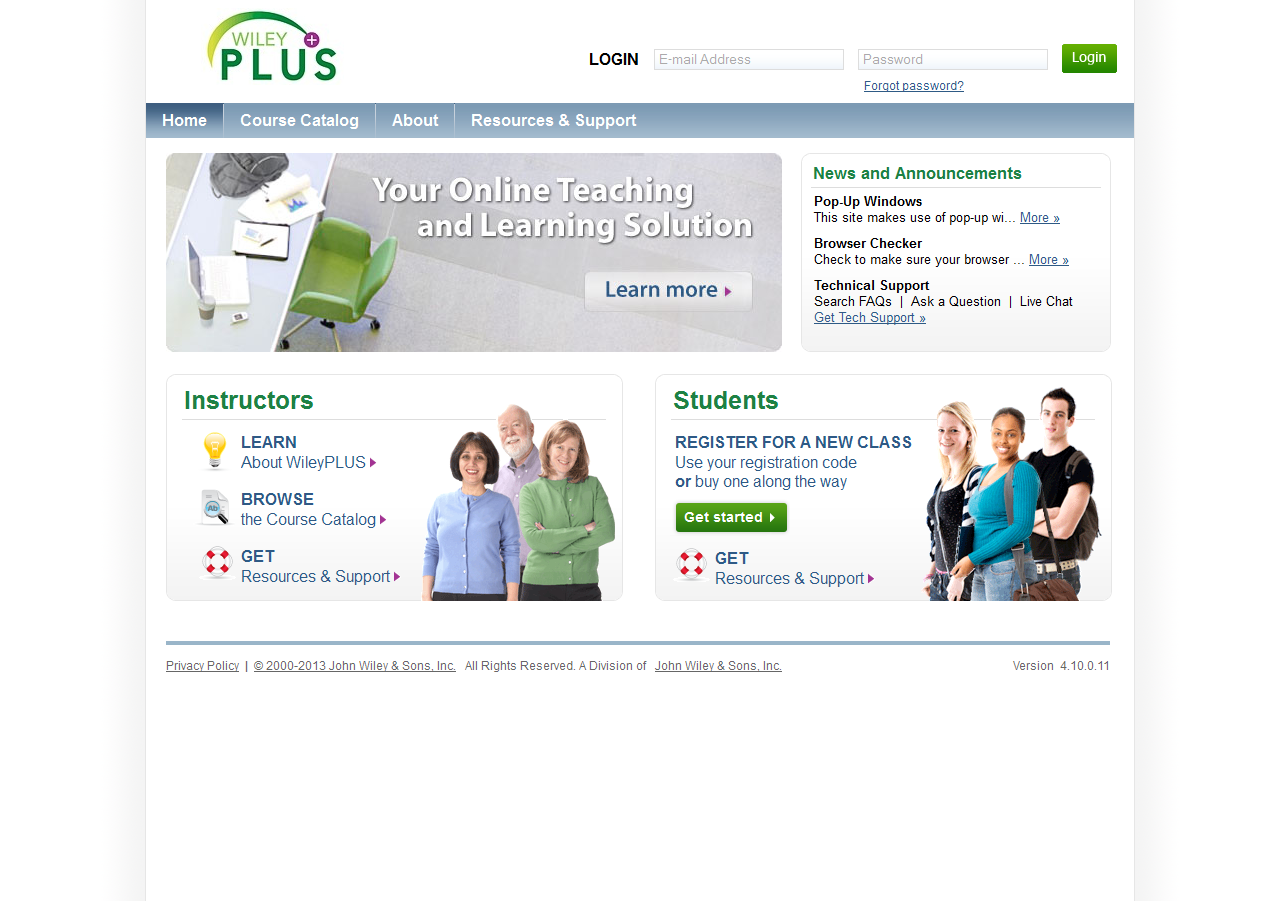 WILEY
PLUS
LOGIN E-mail Address Password Login
Forgot password?
Home Course Catalog About Resources & Support
Your Online Teaching
and Learning Solution
Learn more
News and Announcements
Pop-Up Windows
This site makes use of pop-up wi... More »
Browser Checker
Check to make sure your browser ... More »
Technical Support
Search FAQs | Ask a Question | Live Chat
Get Tech Support »
Instructors
LEARN
About WileyPLUS
BROWSE
the Course Catalog
GET
Resources & Support
Students
REGISTER FOR A NEW CLASS
Use your registration code
or buy one along the way
Get started
GET
Resources & Support
Privacy Policy | © 2000-2013 John Wiley & Sons, Inc. All Rights Reserved. A Division of John Wiley & Sons, Inc. Version 4.10.0.11